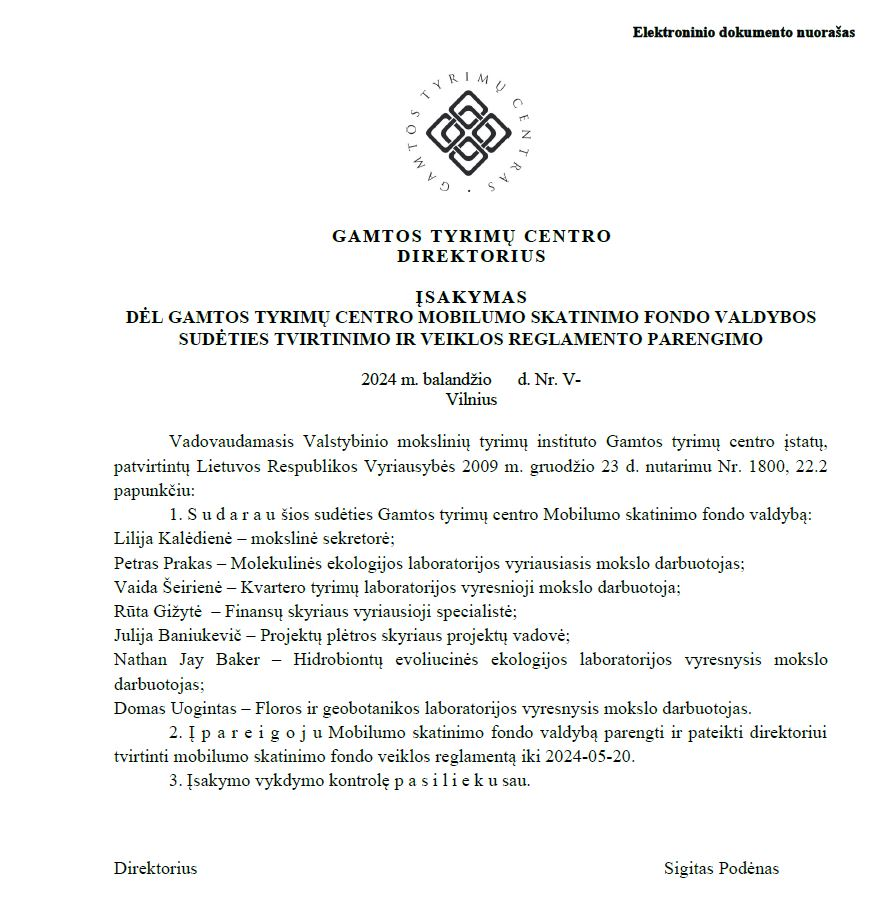 Elektroninio dokumento nuorašas
GAMTOS TYRIMŲ CENTRAS ·
GAMTOS TYRIMŲ CENTRO
DIREKTORIUS
ĮSAKYMAS
DĖL GAMTOS TYRIMŲ CENTRO MOBILUMO SKATINIMO FONDO VALDYBOS
SUDĖTIES TVIRTINIMO IR VEIKLOS REGLAMENTO PARENGIMO
2024 m. balandžio d. Nr. V-
Vilnius
Vadovaudamasis Valstybinio mokslinių tyrimų instituto Gamtos tyrimų centro įstatų,
patvirtintų Lietuvos Respublikos Vyriausybės 2009 m. gruodžio 23 d. nutarimu Nr. 1800, 22.2
papunkčiu:
1. S u d a r a u šios sudėties Gamtos tyrimų centro Mobilumo skatinimo fondo valdybą:
Lilija Kalėdienė – mokslinė sekretorė;
Petras Prakas – Molekulinės ekologijos laboratorijos vyriausiasis mokslo darbuotojas;
Vaida Šeirienė – Kvartero tyrimų laboratorijos vyresnioji mokslo darbuotoja;
Rūta Gižytė – Finansų skyriaus vyriausioji specialistė;
Julija Baniukevič – Projektų plėtros skyriaus projektų vadovė;
Nathan Jay Baker – Hidrobiontų evoliucinės ekologijos laboratorijos vyresnysis mokslo
darbuotojas;
Domas Uogintas – Floros ir geobotanikos laboratorijos vyresnysis mokslo darbuotojas.
2. Į p a r e i g o j u Mobilumo skatinimo fondo valdybą parengti ir pateikti direktoriui
tvirtinti mobilumo skatinimo fondo veiklos reglamentą iki 2024-05-20.
3. Įsakymo vykdymo kontrolę p a s i l i e k u sau.
Direktorius Sigitas Podėnas